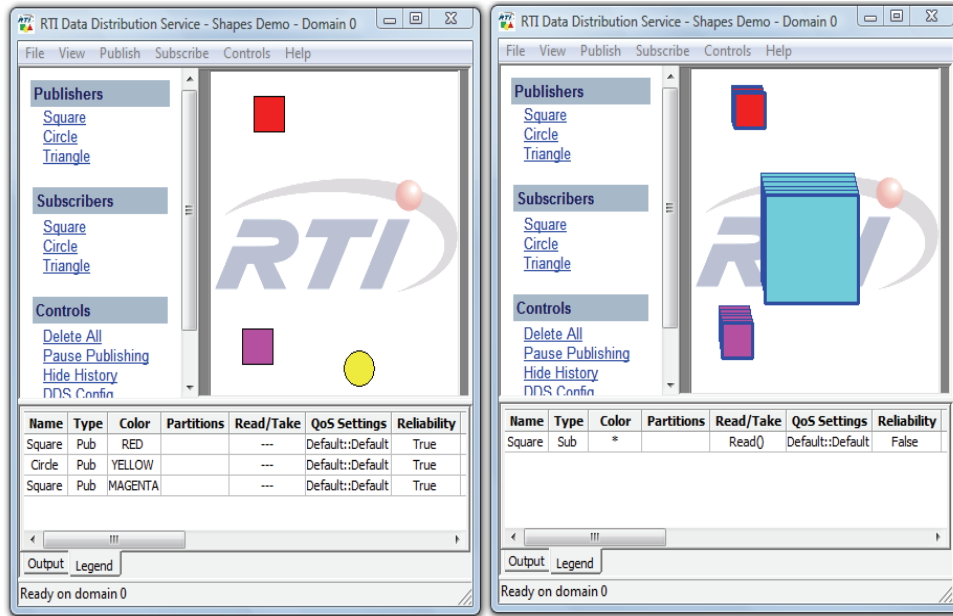 RTI Data Distribution Service - Shapes Demo - Domain 0
File View Publish Subscribe Controls Help
Publishers
Square
Circle
Triangle
Subscribers
Square
Circle
Triangle
Controls
Delete All
Pause Publishing
Hide History
DDS Config
RTI
Name Type Color Partitions Read/Take QoS Settings Reliability
Square Pub RED --- Default::Default True
Circle Pub YELLOW --- Default::Default True
Square Pub MAGENTA --- Default::Default True
Output Legend
Ready on domain 0
RTI Data Distribution Service - Shapes Demo - Domain 0
File View Publish Subscribe Controls Help
Publishers
Square
Circle
Triangle
Subscribers
Square
Circle
Triangle
Controls
Delete All
Pause Publishing
Hide History
DDS Config
RTI
Name Type Color Partitions Read/Take QoS Settings Reliability
Square Sub * Read() Default::Default False
Output Legend
Ready on domain 0